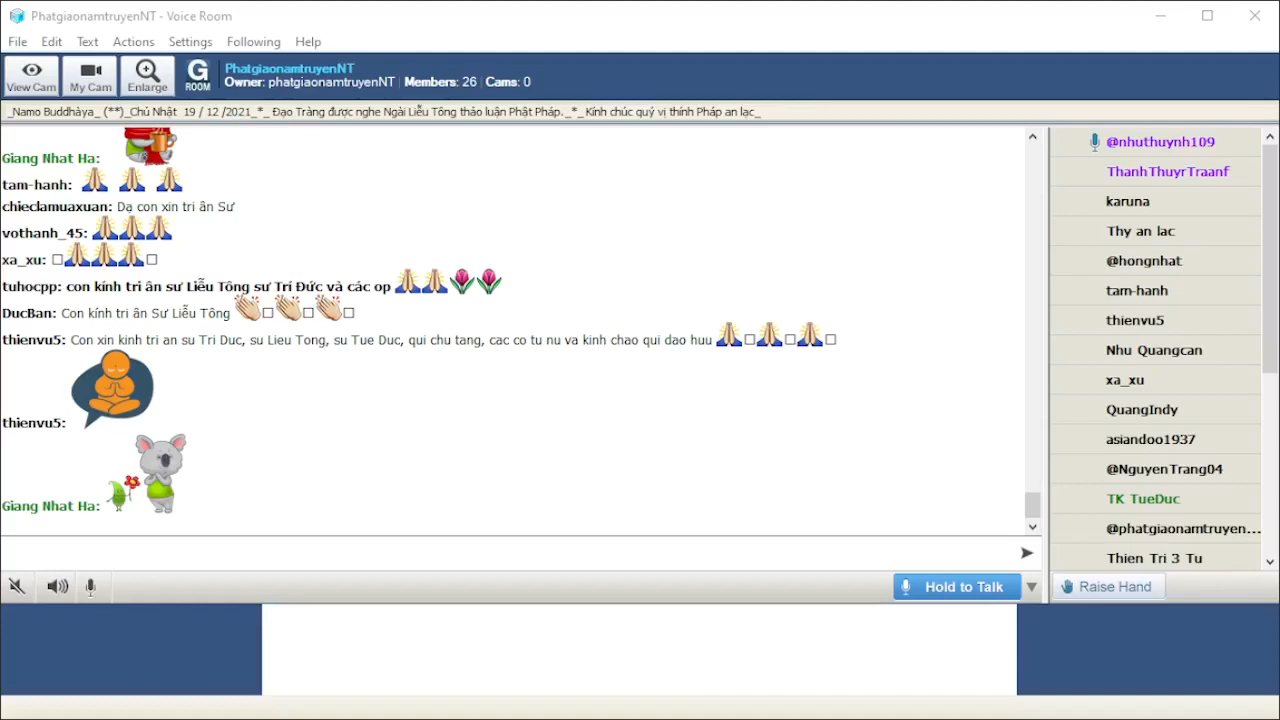 PhatgiaonamtruyenNT - Voice Room
File Edit Text Actions Settings Following Help
View Cam My Cam Enlarge G ROOM
PhatgiaonamtruyenNT
Owner: phatgiaonamtruyenNT | Members: 26 | Cams: 0
_Namo Buddhàya_ (**)_Chủ Nhật 19 / 12 /2021_*_ Đạo Tràng được nghe Ngài Liễu Tông thảo luận Phật Pháp._*_Kính chúc quý vị thính Pháp an lạc_
Giang Nhat Ha:
tam-hanh:
chieclamuaxuan: Dạ con xin tri ân Sư
vothanh_45:
xa_xu:
tuhocpp: con kính tri ân sư Liễu Tông sư Trí Đức và các op
DucBan: Con kính tri ân Sư Liễu Tông
thienvu5: Con xin kinh tri an su Tri Duc, su Lieu Tong, su Tue Duc, qui chu tang, cac co tu nu va kinh chao qui dao huu
thienvu5:
Giang Nhat Ha:
@nhuthuynh109
ThanhThuyrTraanf
karuna
Thy an lac
@hongnhat
tam-hanh
thienvu5
Nhu Quangcan
xa_xu
QuangIndy
asiandoo1937
@NguyenTrang04
TK TueDuc
@phatgiaonamtruyen...
Thien Tri 3 Tu
Hold to Talk
Raise Hand